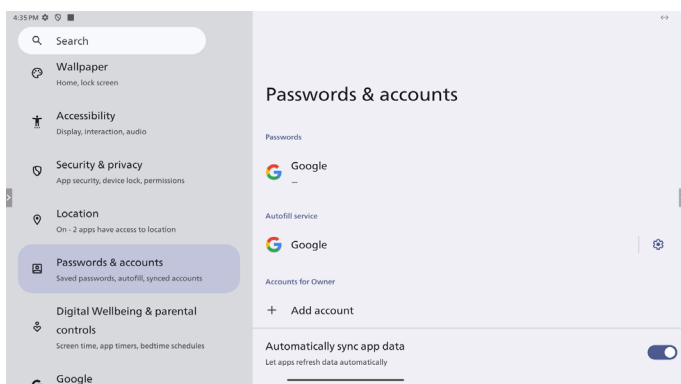 4:35 PM
Search
Wallpaper
Home, lock screen
Accessibility
Display, interaction, audio
Security & privacy
App security, device lock, permissions
Location
On - 2 apps have access to location
Passwords & accounts
Saved passwords, autofill, synced accounts
Digital Wellbeing & parental
controls
Screen time, app timers, bedtime schedules
Google
Passwords & accounts
Passwords
Google
—
Autofill service
Google
Accounts for Owner
+ Add account
Automatically sync app data
Let apps refresh data automatically